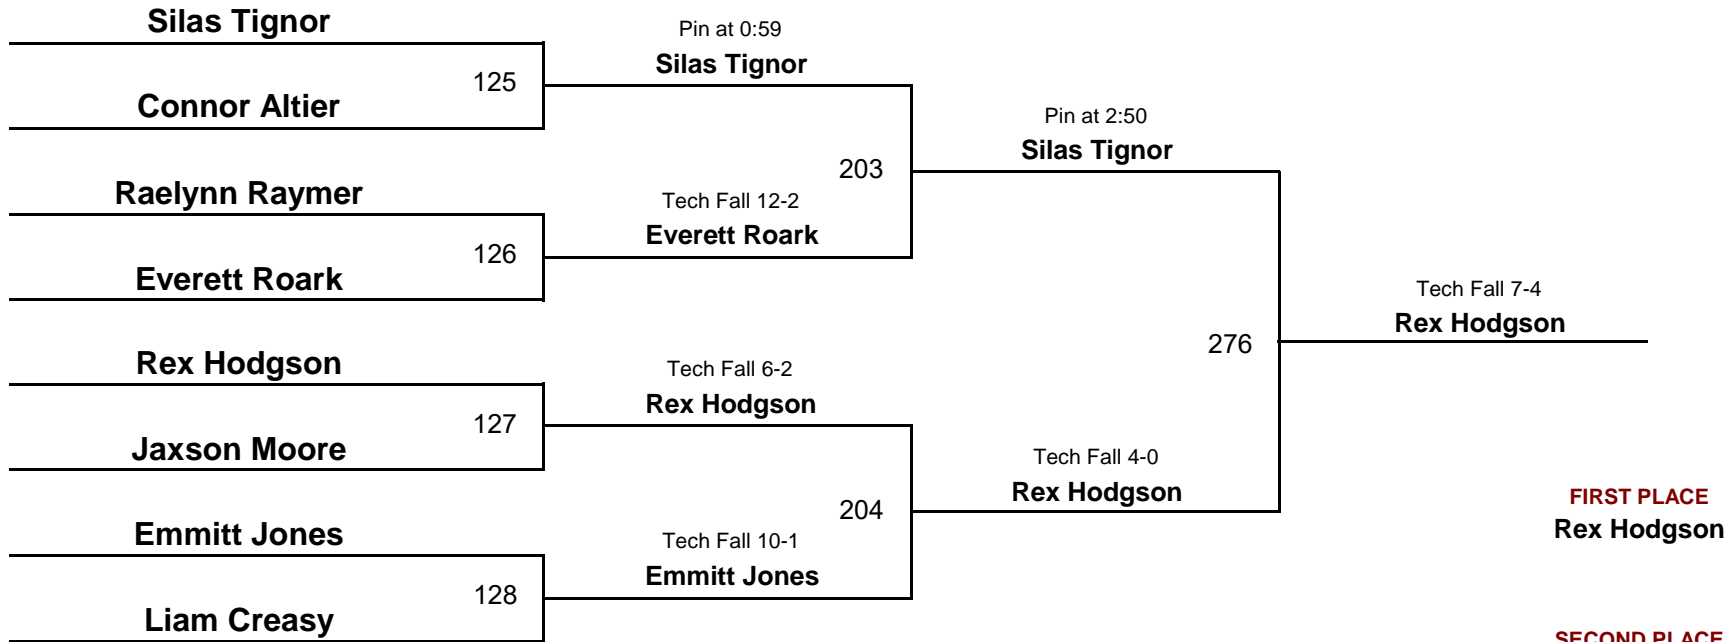 Silas Tignor
Connor Altier
125
Raelynn Raymer
Everett Roark
126
Rex Hodgson
Jaxson Moore
127
Emmitt Jones
Liam Creasy
128
Pin at 0:59
Silas Tignor
203
Tech Fall 12-2
Everett Roark
Tech Fall 6-2
Rex Hodgson
204
Tech Fall 10-1
Emmitt Jones
Pin at 2:50
Silas Tignor
276
Tech Fall 4-0
Rex Hodgson
Tech Fall 7-4
Rex Hodgson
FIRST PLACE
Rex Hodgson
SECOND PLACE